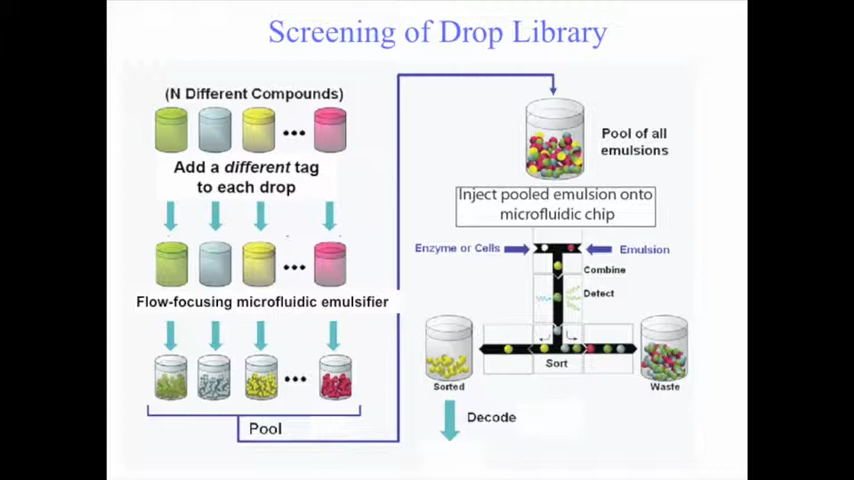 Screening of Drop Library
(N Different Compounds)
Add a different tag
to each drop
Flow-focusing microfluidic emulsifier
Pool
Pool of all
emulsions
Inject pooled emulsion onto
microfluidic chip
Enzyme or Cells
Emulsion
Combine
Detect
Sort
Sorted
Waste
Decode